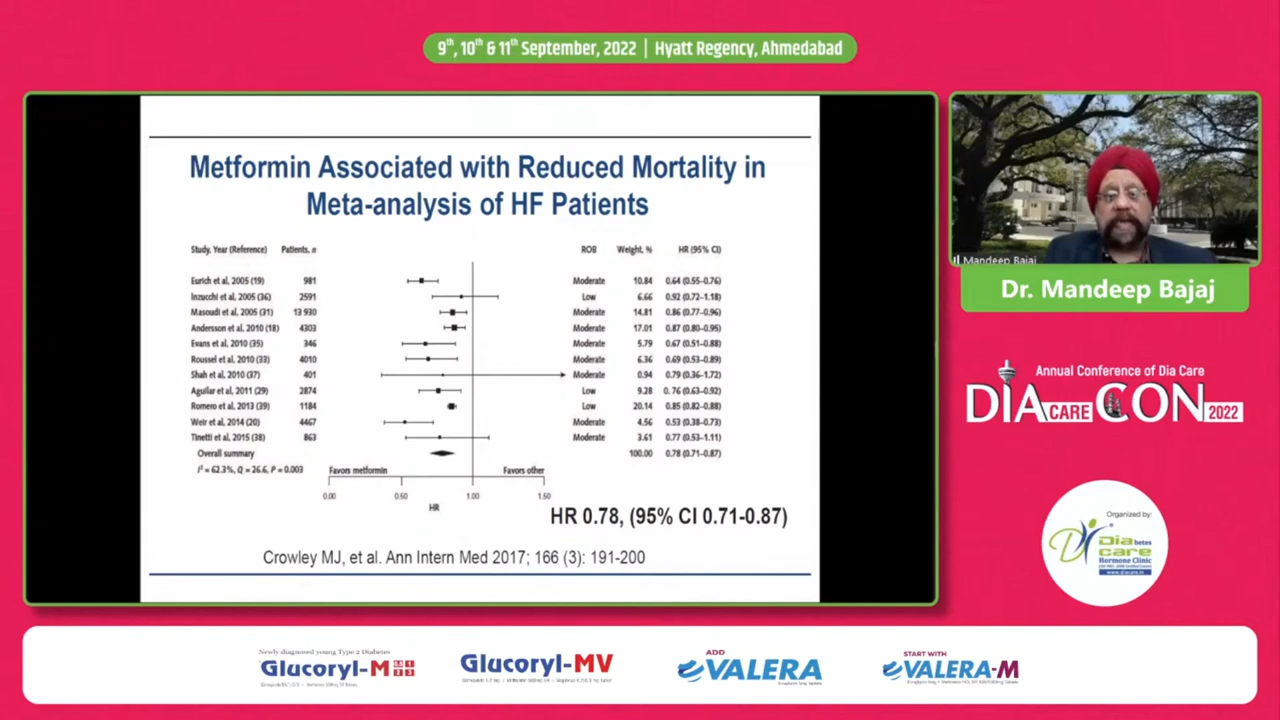 9th, 10th & 11th September, 2022 | Hyatt Regency, Ahmedabad
Metformin Associated with Reduced Mortality in
Meta-analysis of HF Patients
Study, Year (Reference) Patients, n ROB Weight, % HR (95% CI)
Eurich et al, 2005 (19) 981 Moderate 10.84 0.64 (0.55–0.76)
Inzucchi et al, 2005 (36) 2591 Low 6.66 0.92 (0.72–1.18)
Masoudi et al, 2005 (31) 13 930 Moderate 14.81 0.86 (0.77–0.96)
Andersson et al, 2010 (18) 4303 Moderate 17.01 0.87 (0.80–0.95)
Evans et al, 2010 (35) 346 Moderate 5.79 0.67 (0.51–0.88)
Roussel et al, 2010 (33) 4010 Moderate 6.36 0.69 (0.53–0.89)
Shah et al, 2010 (37) 401 Moderate 0.94 0.79 (0.36–1.72)
Aguilar et al, 2011 (29) 2874 Low 9.28 0.76 (0.63–0.92)
Romero et al, 2013 (39) 1184 Low 20.14 0.85 (0.82–0.88)
Weir et al, 2014 (20) 4467 Moderate 4.56 0.53 (0.38–0.73)
Tinetti et al, 2015 (38) 863 Moderate 3.61 0.77 (0.53–1.11)
Overall summary 100.00 0.78 (0.71–0.87)
I² = 62.3%, Q = 26.6, P = 0.003
Favors metformin Favors other
0.00 0.50 1.00 1.50
HR
HR 0.78, (95% CI 0.71-0.87)
Crowley MJ, et al. Ann Intern Med 2017; 166 (3): 191-200
Mandeep Bajaj
Dr. Mandeep Bajaj
Annual Conference of Dia Care
DIA CARE CON 2022
Organized by:
Diabetes
care
Hormone Clinic
www.diacare.in
Newly diagnosed young Type 2 Diabetes
Glucoryl-M
Glucoryl-MV
ADD
VALERA
START WITH
VALERA-M